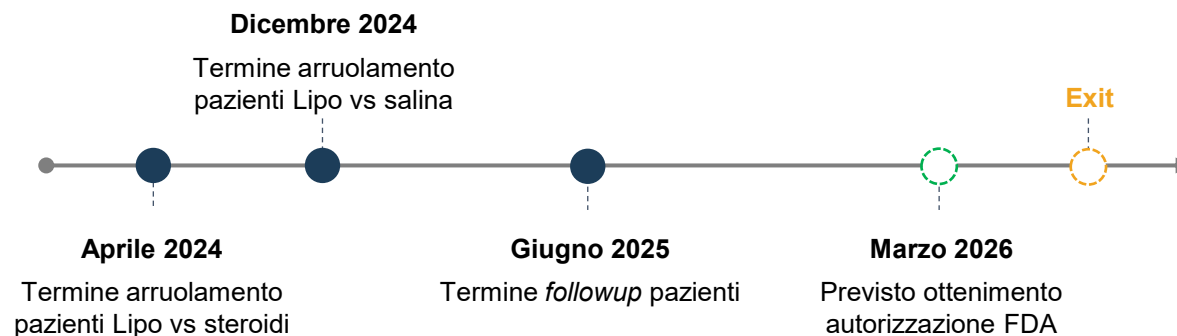 Dicembre 2024
Termine arruolamento
pazienti Lipo vs salina
Exit
Aprile 2024
Termine arruolamento
pazienti Lipo vs steroidi
Giugno 2025
Termine followup pazienti
Marzo 2026
Previsto ottenimento
autorizzazione FDA